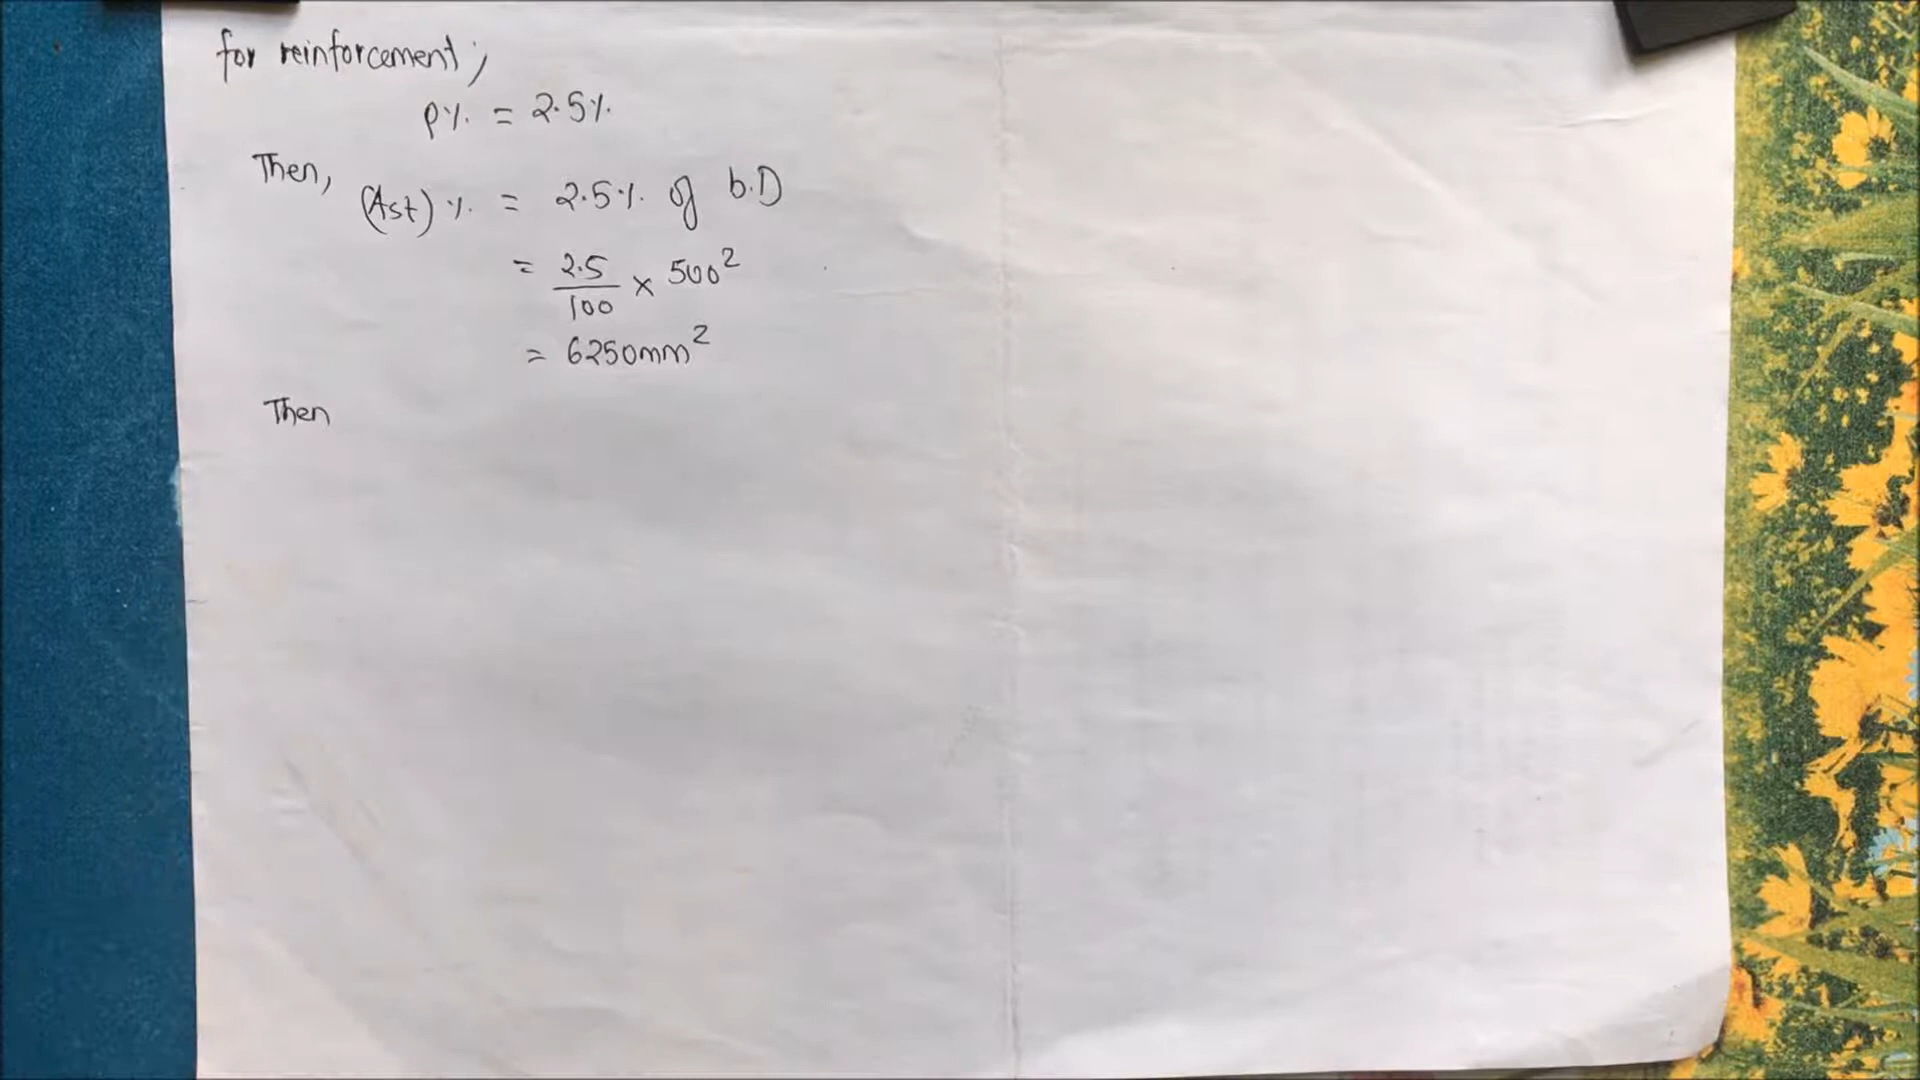 for reinforcement;
P% = 2.5%
Then,
(Ast)% = 2.5% of b.D
= 2.5/100 × 500²
= 6250mm²
Then